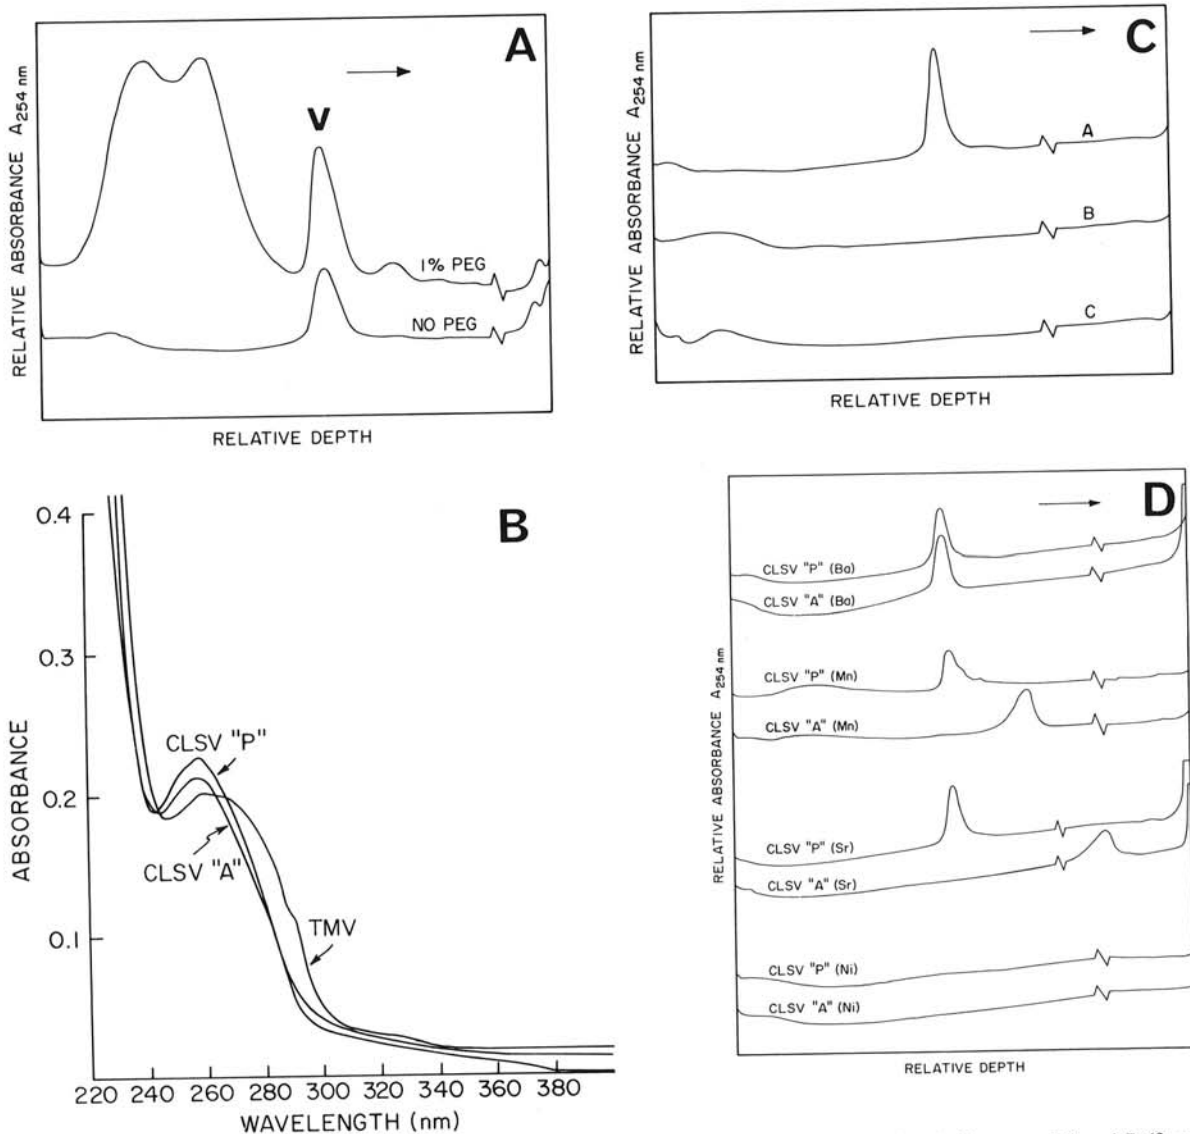 A
V
1% PEG
NO PEG
RELATIVE ABSORBANCE A254 nm
RELATIVE DEPTH
C
A
B
C
RELATIVE ABSORBANCE A254 nm
RELATIVE DEPTH
B
0.4
0.3
0.2
0.1
CLSV "P"
CLSV "A"
TMV
ABSORBANCE
220 240 260 280 300 320 340 360 380
WAVELENGTH (nm)
D
CLSV "P" (Ba)
CLSV "A" (Ba)
CLSV "P" (Mn)
CLSV "A" (Mn)
CLSV "P" (Sr)
CLSV "A" (Sr)
CLSV "P" (Ni)
CLSV "A" (Ni)
RELATIVE ABSORBANCE A254 nm
RELATIVE DEPTH